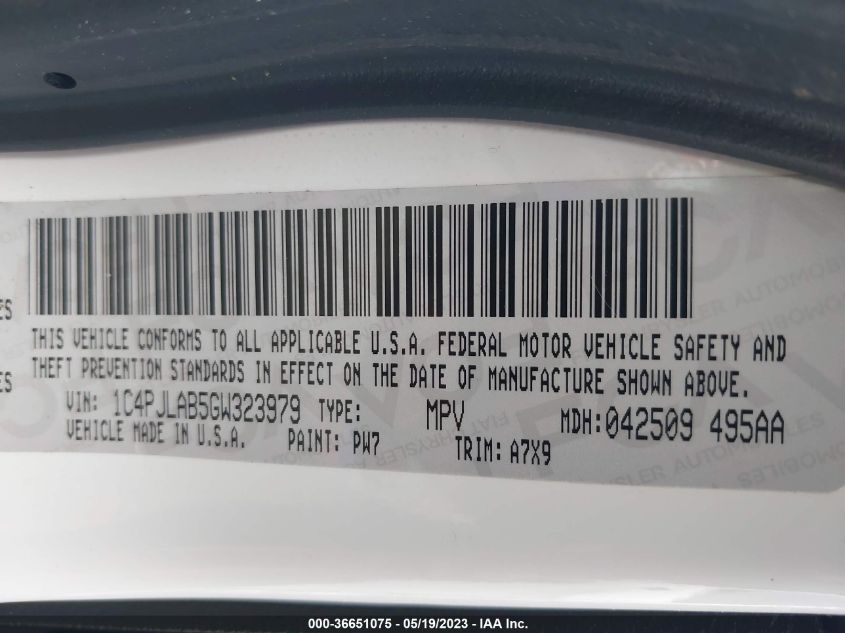 ES
THIS VEHICLE CONFORMS TO ALL APPLICABLE U.S.A. FEDERAL MOTOR VEHICLE SAFETY AND
ES
THEFT PREVENTION STANDARDS IN EFFECT ON THE DATE OF MANUFACTURE SHOWN ABOVE.
VIN: 1C4PJLAB5GW323979 TYPE: MPV MDH:042509 495AA
VEHICLE MADE IN U.S.A. PAINT: PW7 TRIM: A7X9
000-36651075 - 05/19/2023 - IAA Inc.